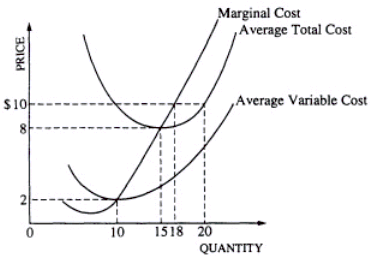 Marginal Cost
Average Total Cost
PRICE
$10
Average Variable Cost
8
2
0
10
15
18
20
QUANTITY